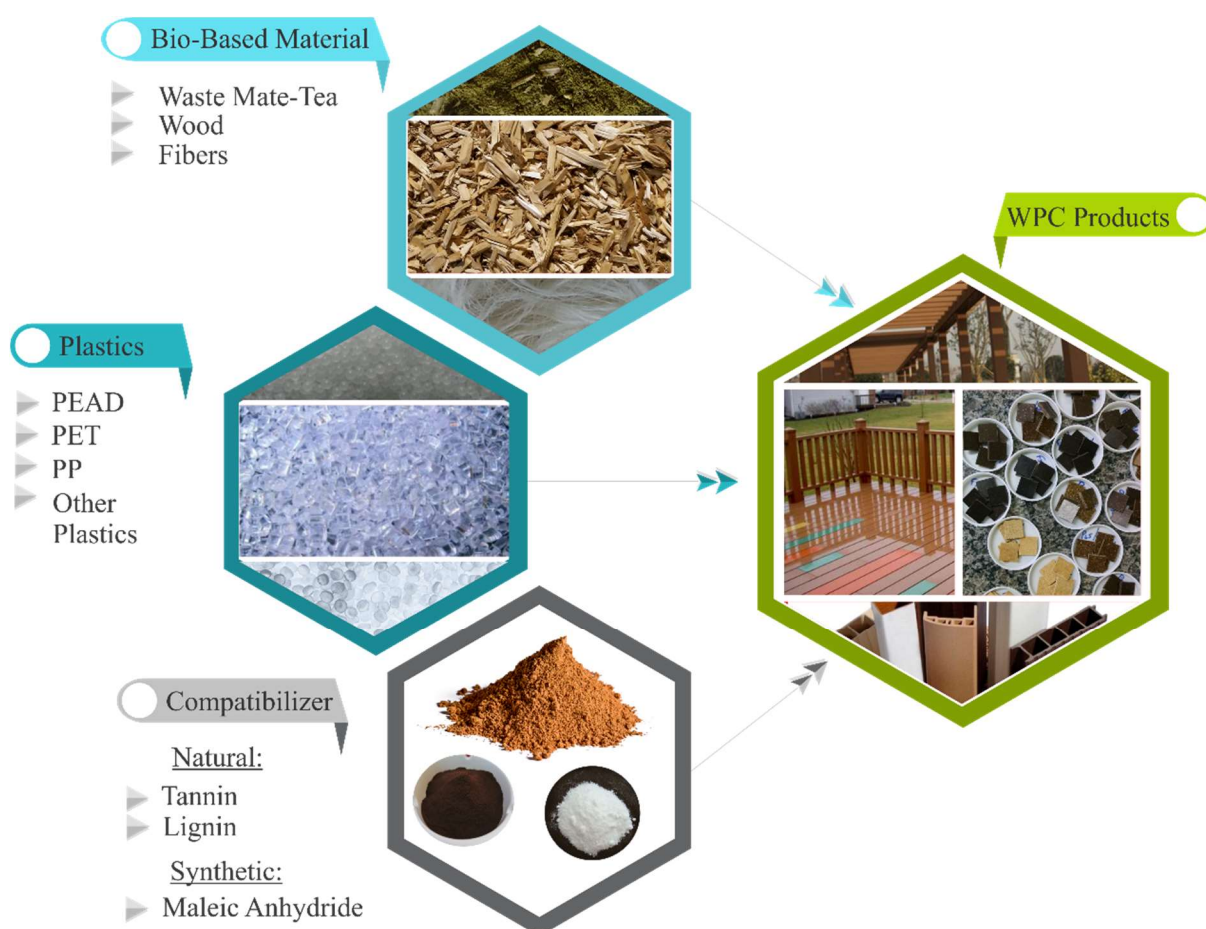 Bio-Based Material
Waste Mate-Tea
Wood
Fibers
WPC Products
Plastics
PEAD
PET
PP
Other
Plastics
Compatibilizer
Natural:
Tannin
Lignin
Synthetic:
Maleic Anhydride